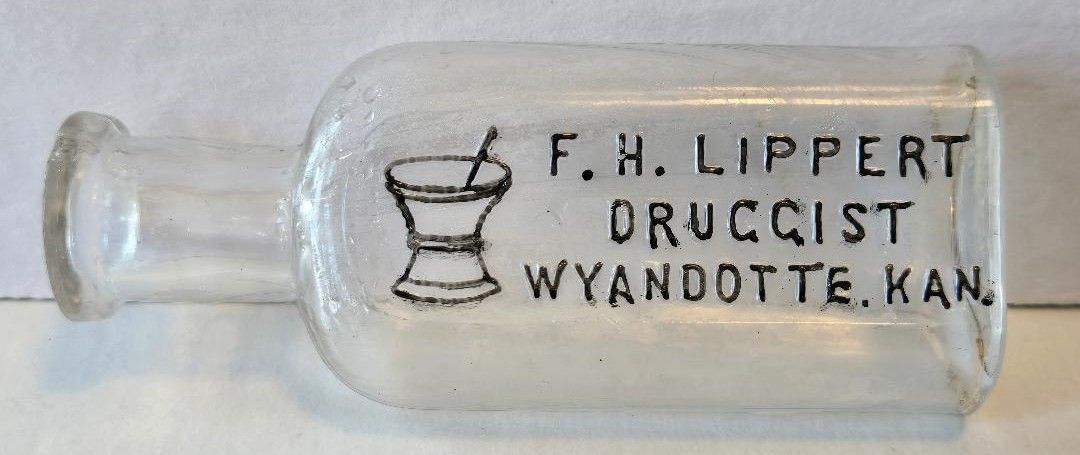 F. H. LIPPERT
DRUGGIST
WYANDOTTE. KAN.